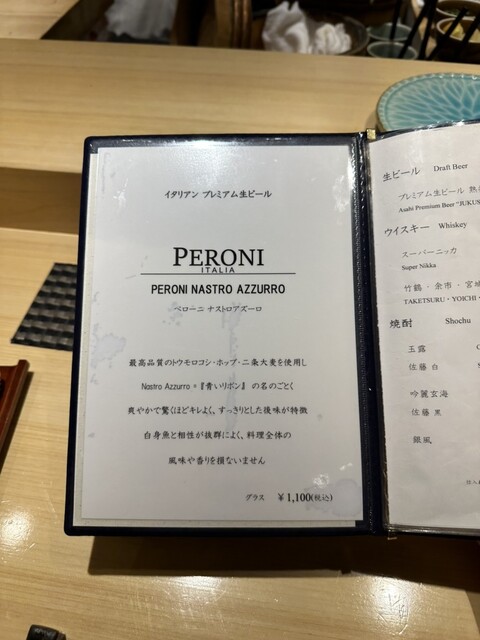 イタリアン プレミアム生ビール
PERONI
ITALIA
PERONI NASTRO AZZURRO
ペローニ ナストロアズーロ
最高品質のトウモロコシ・ホップ・二条大麦を使用し
Nastro Azzurro =『青いリボン』 の名のごとく
爽やかで驚くほどキレよく、すっきりとした後味が特徴
白身魚と相性が抜群によく、料理全体の
風味や香りを損ないません
グラス ¥1,100(税込)
生ビール Draft Beer
プレミアム生ビール
Asahi Premium Beer "JUKUS
ウイスキー Whiskey
スーパーニッカ
Super Nikka
竹鶴・余市・宮城
TAKETSURU・YOICHI・
焼酎 Shochu
玉露
佐藤 白
吟麗玄海
佐藤 黒
銀風